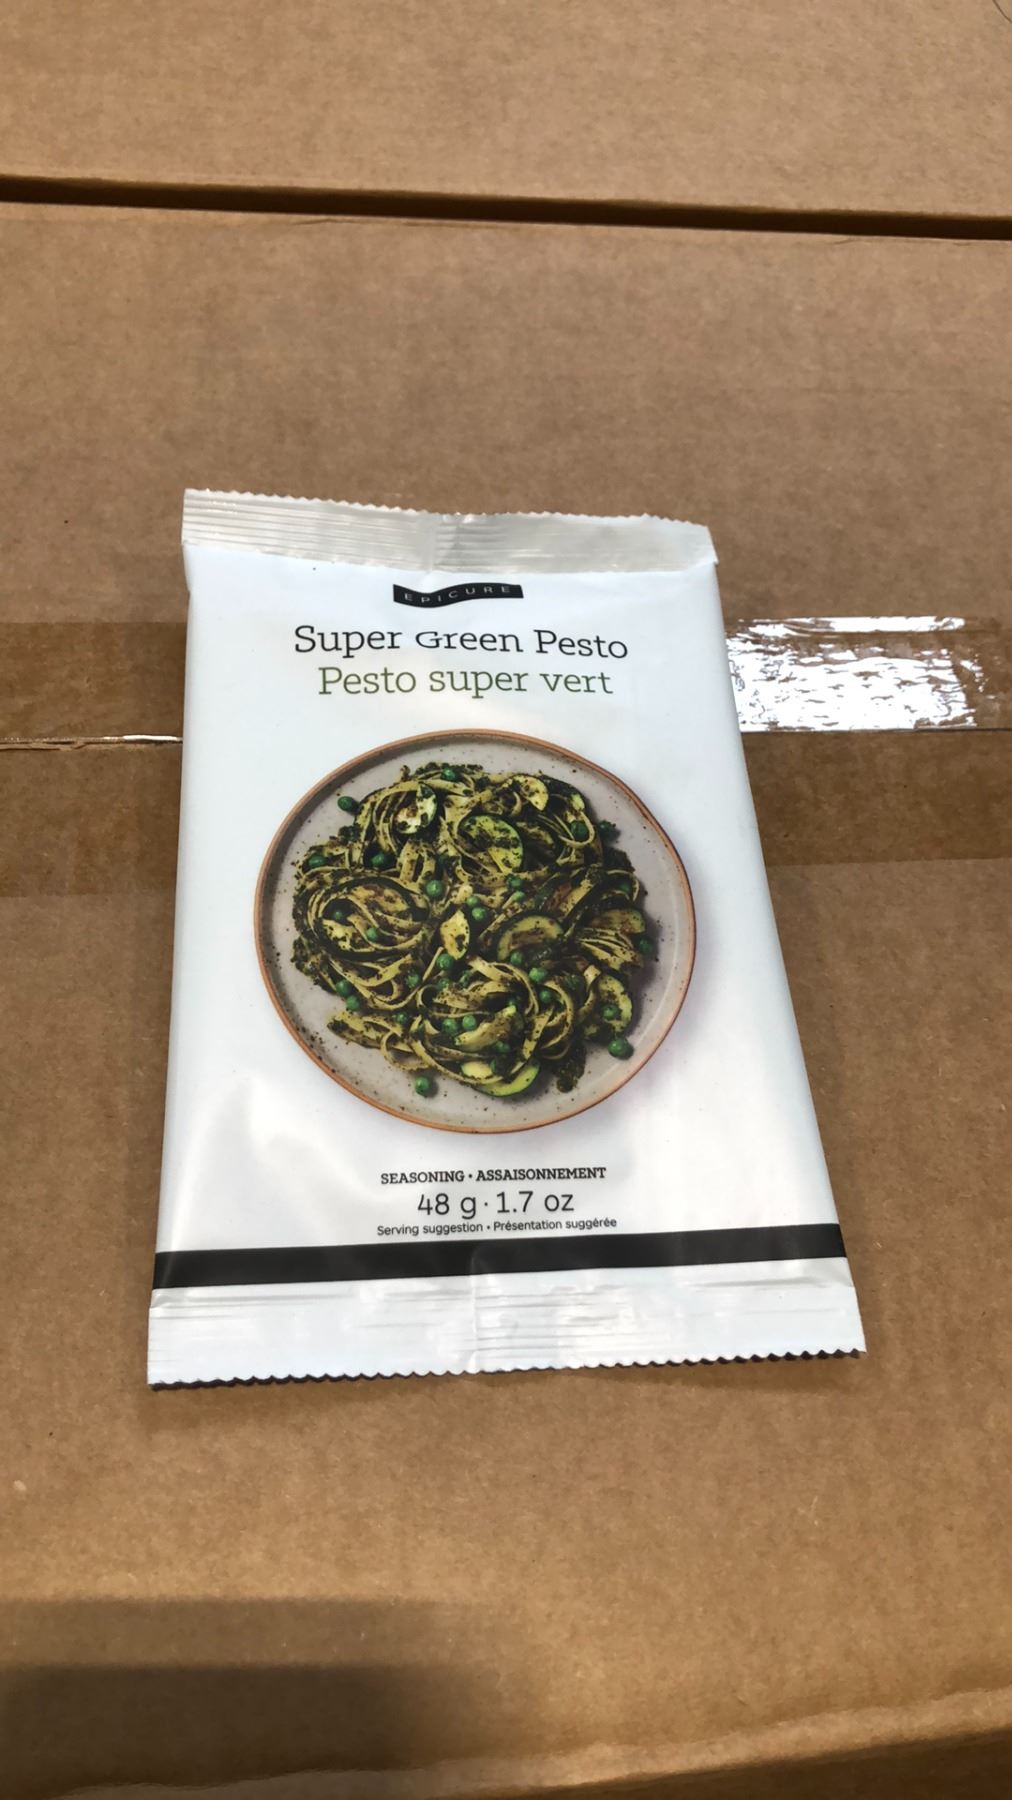 EPICURE
Super Green Pesto
Pesto super vert
SEASONING • ASSAISONNEMENT
48 g · 1.7 oz
Serving suggestion • Présentation suggérée